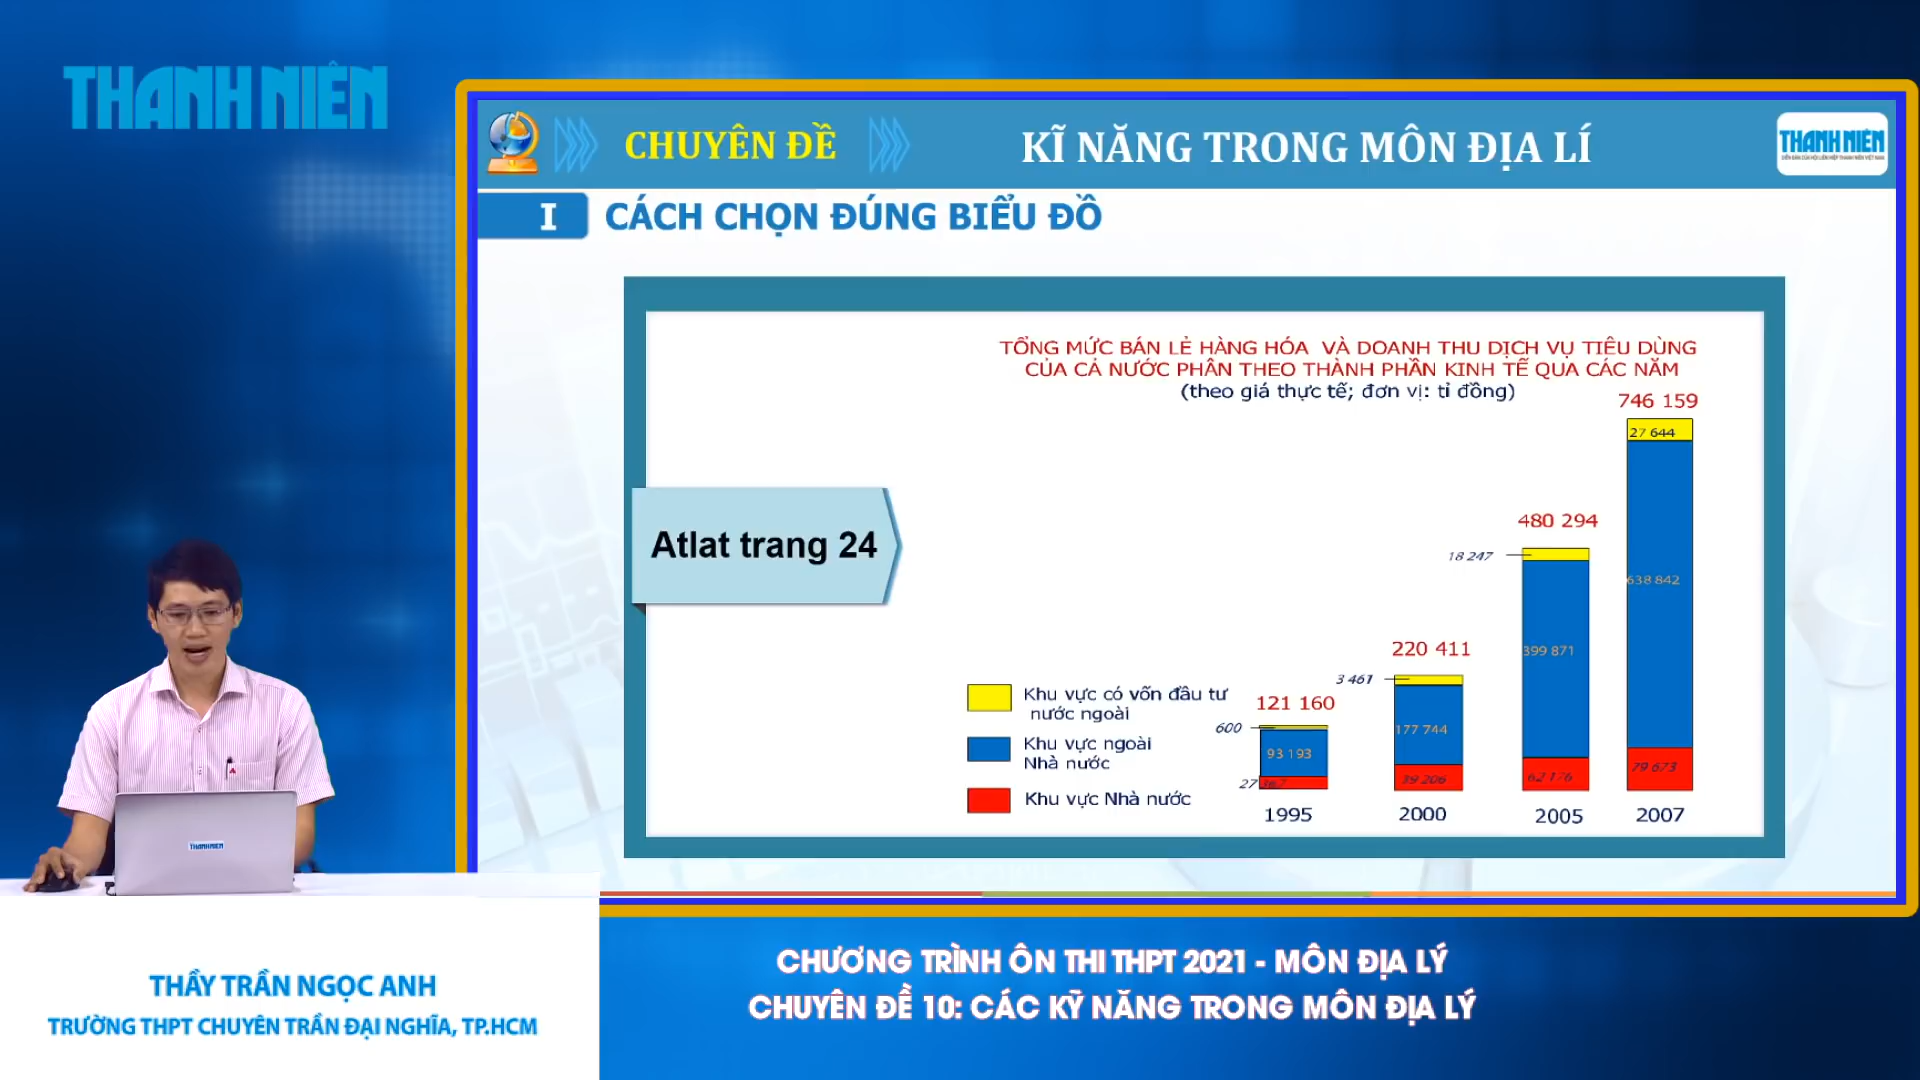 THANH NIÊN
CHUYÊN ĐỀ
KĨ NĂNG TRONG MÔN ĐỊA LÍ
THANH NIÊN
I
CÁCH CHỌN ĐÚNG BIỂU ĐỒ
TỔNG MỨC BÁN LẺ HÀNG HÓA VÀ DOANH THU DỊCH VỤ TIÊU DÙNG
CỦA CẢ NƯỚC PHÂN THEO THÀNH PHẦN KINH TẾ QUA CÁC NĂM
(theo giá thực tế; đơn vị: tỉ đồng)
746 159
27 644
480 294
18 247
638 842
Atlat trang 24
399 871
220 411
3 461
177 744
121 160
600
93 193
Khu vực có vốn đầu tư
nước ngoài
Khu vực ngoài
Nhà nước
Khu vực Nhà nước
27 367
39 206
62 176
79 673
1995
2000
2005
2007
THANH NIÊN
THẦY TRẦN NGỌC ANH
TRƯỜNG THPT CHUYÊN TRẦN ĐẠI NGHĨA, TP.HCM
CHƯƠNG TRÌNH ÔN THI THPT 2021 - MÔN ĐỊA LÝ
CHUYÊN ĐỀ 10: CÁC KỸ NĂNG TRONG MÔN ĐỊA LÝ